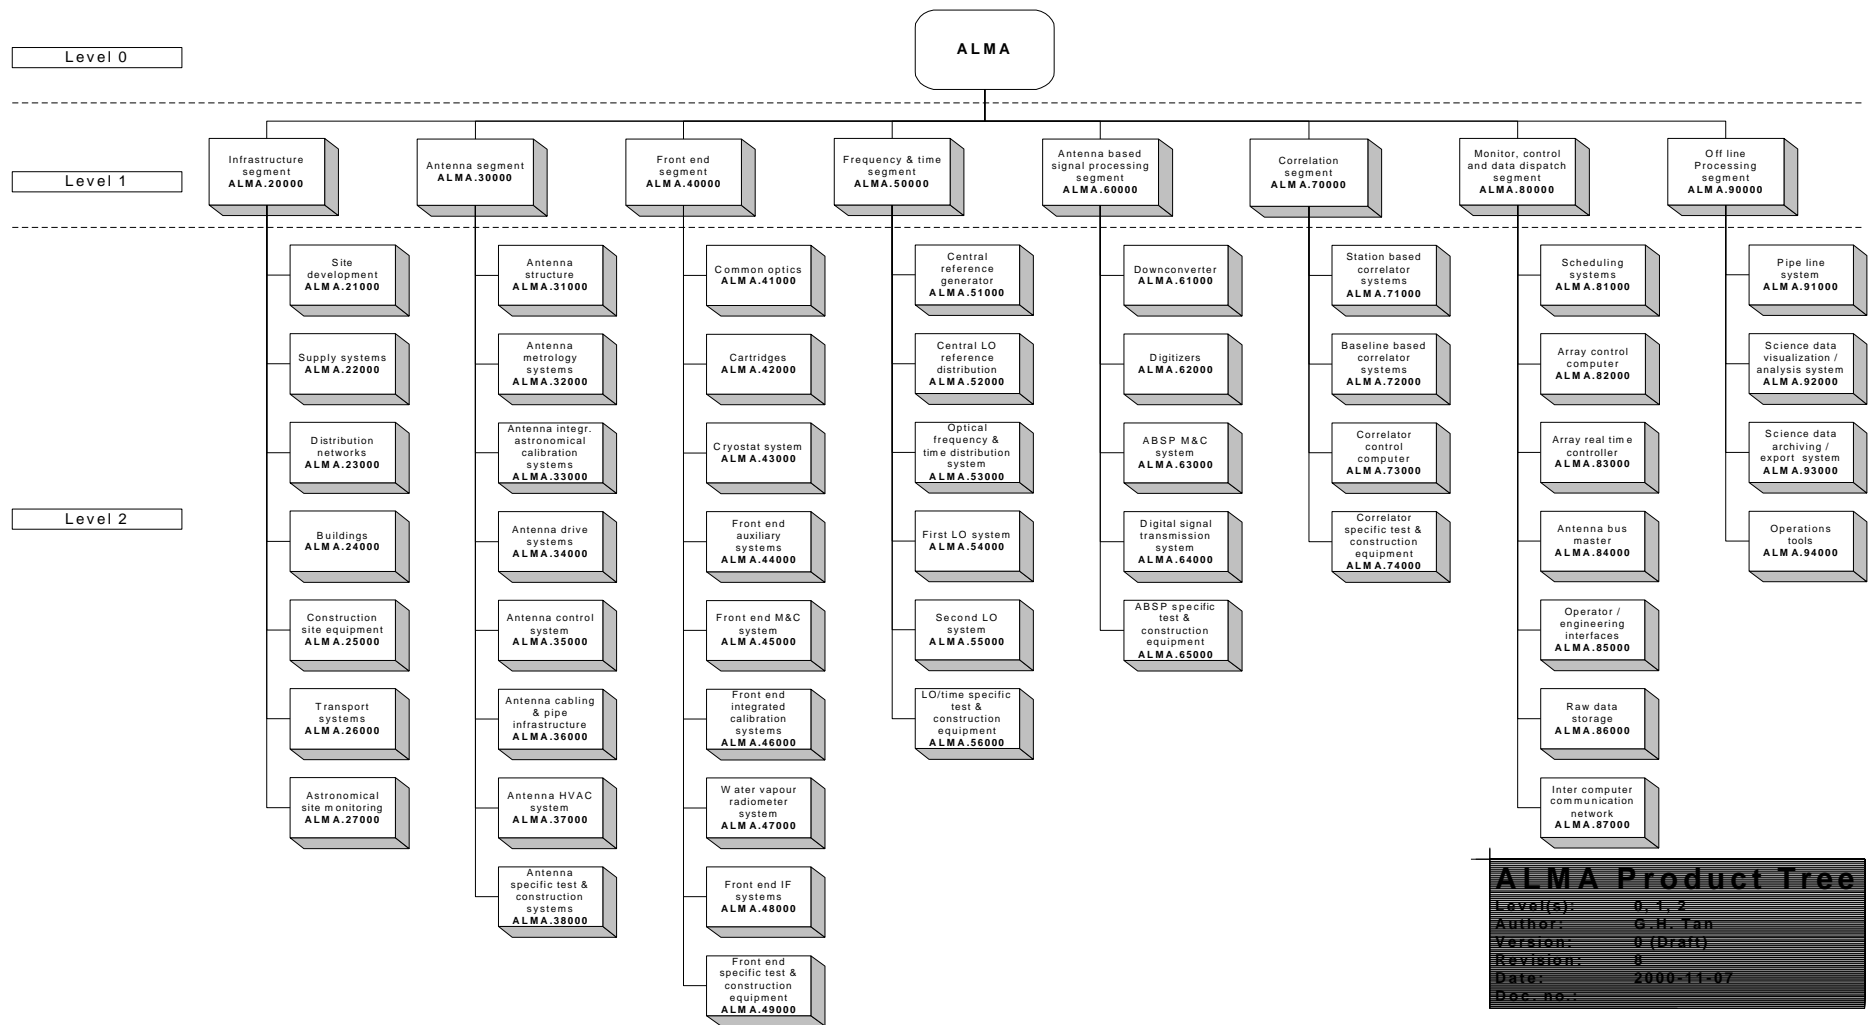 ALMA
Level 0
Infrastructure
segment
ALMA.20000
Antenna segment
ALMA.30000
Front end
segment
ALMA.40000
Frequency & time
segment
ALMA.50000
Antenna based
signal processing
segment
ALMA.60000
Correlation
segment
ALMA.70000
Monitor, control
and data dispatch
segment
ALMA.80000
Off line
Processing
segment
ALMA.90000
Level 1
Level 2
Site
development
ALMA.21000
Supply systems
ALMA.22000
Distribution
networks
ALMA.23000
Buildings
ALMA.24000
Construction
site equipment
ALMA.25000
Transport
systems
ALMA.26000
Astronomical
site monitoring
ALMA.27000
Antenna
structure
ALMA.31000
Antenna
metrology
systems
ALMA.32000
Antenna integr.
astronomical
calibration
systems
ALMA.33000
Antenna drive
systems
ALMA.34000
Antenna control
system
ALMA.35000
Antenna cabling
& pipe
infrastructure
ALMA.36000
Antenna HVAC
system
ALMA.37000
Antenna
specific test &
construction
systems
ALMA.38000
Common optics
ALMA.41000
Cartridges
ALMA.42000
Cryostat system
ALMA.43000
Front end
auxiliary
systems
ALMA.44000
Front end M&C
system
ALMA.45000
Front end
integrated
calibration
systems
ALMA.46000
Water vapour
radiometer
system
ALMA.47000
Front end IF
systems
ALMA.48000
Front end
specific test &
construction
equipment
ALMA.49000
Central
reference
generator
ALMA.51000
Central LO
reference
distribution
ALMA.52000
Optical
frequency &
time distribution
system
ALMA.53000
First LO system
ALMA.54000
Second LO
system
ALMA.55000
LO/time specific
test &
construction
equipment
ALMA.56000
Downconverter
ALMA.61000
Digitizers
ALMA.62000
ABSP M&C
system
ALMA.63000
Digital signal
transmission
system
ALMA.64000
ABSP specific
test &
construction
equipment
ALMA.65000
Station based
correlator
systems
ALMA.71000
Baseline based
correlator
systems
ALMA.72000
Correlator
control
computer
ALMA.73000
Correlator
specific test &
construction
equipment
ALMA.74000
Scheduling
systems
ALMA.81000
Array control
computer
ALMA.82000
Array real time
controller
ALMA.83000
Antenna bus
master
ALMA.84000
Operator /
engineering
interfaces
ALMA.85000
Raw data
storage
ALMA.86000
Inter computer
communication
network
ALMA.87000
Pipe line
system
ALMA.91000
Science data
visualization /
analysis system
ALMA.92000
Science data
archiving /
export system
ALMA.93000
Operations
tools
ALMA.94000
ALMA Product Tree
Level(s): 0, 1, 2
Author: G.H. Tan
Version: 0 (Draft)
Revision: 8
Date: 2000-11-07
Doc. no.: